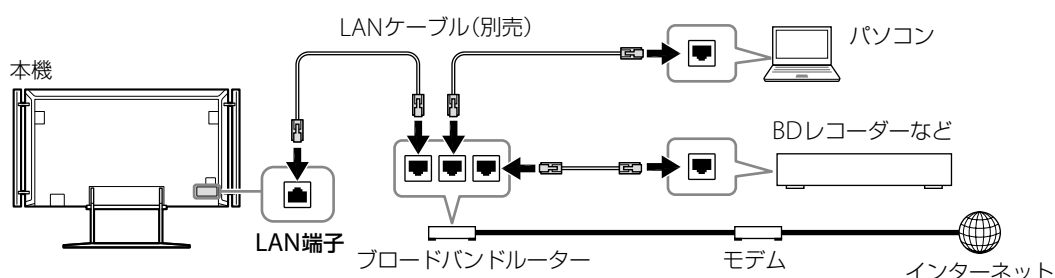 LANケーブル(別売)
パソコン
本機
BDレコーダーなど
LAN端子
ブロードバンドルーター
モデム
インターネット